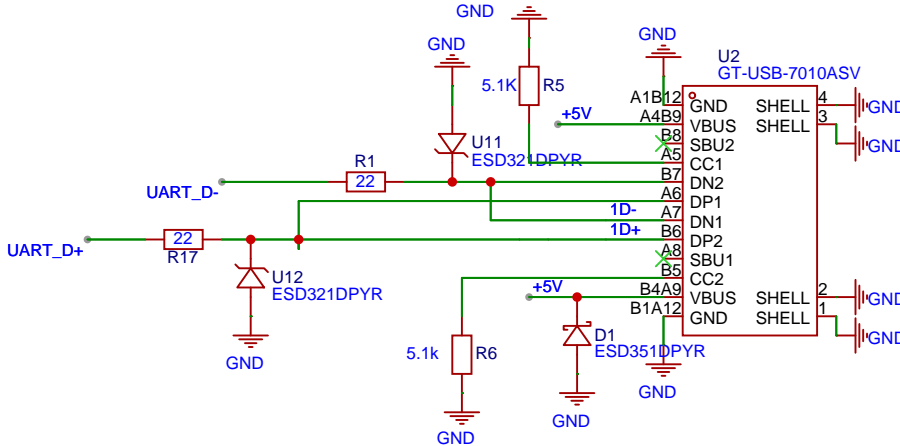 GND
GND
GND
U2
GT-USB-7010ASV
5.1K
R5
A1B12
GND
SHELL
4
GND
+5V
A4B9
VBUS
SHELL
3
B8
SBU2
GND
U11
ESD321DPYR
A5
CC1
R1
22
B7
DN2
UART_D-
A6
DP1
1D-
A7
DN1
UART_D+
22
R17
1D+
B6
DP2
A8
SBU1
U12
ESD321DPYR
B5
CC2
+5V
B4A9
VBUS
SHELL
2
GND
B1A12
GND
SHELL
1
GND
D1
ESD351DPYR
5.1k
R6
GND
GND
GND
GND